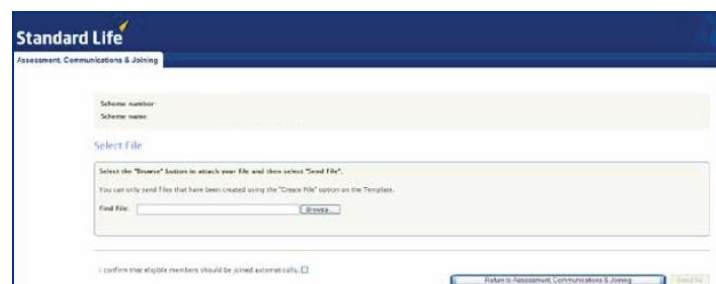 Standard Life
Assessment, Communications & Joining
Scheme number:
Scheme name:
Select File
Select the "Browse" button to attach your file and then select "Send File".
You can only send files that have been created using the "Create File" option on the Template.
Find File: Browse...
I confirm that eligible members should be joined automatically.
Return to Assessment, Communications & Joining Send file